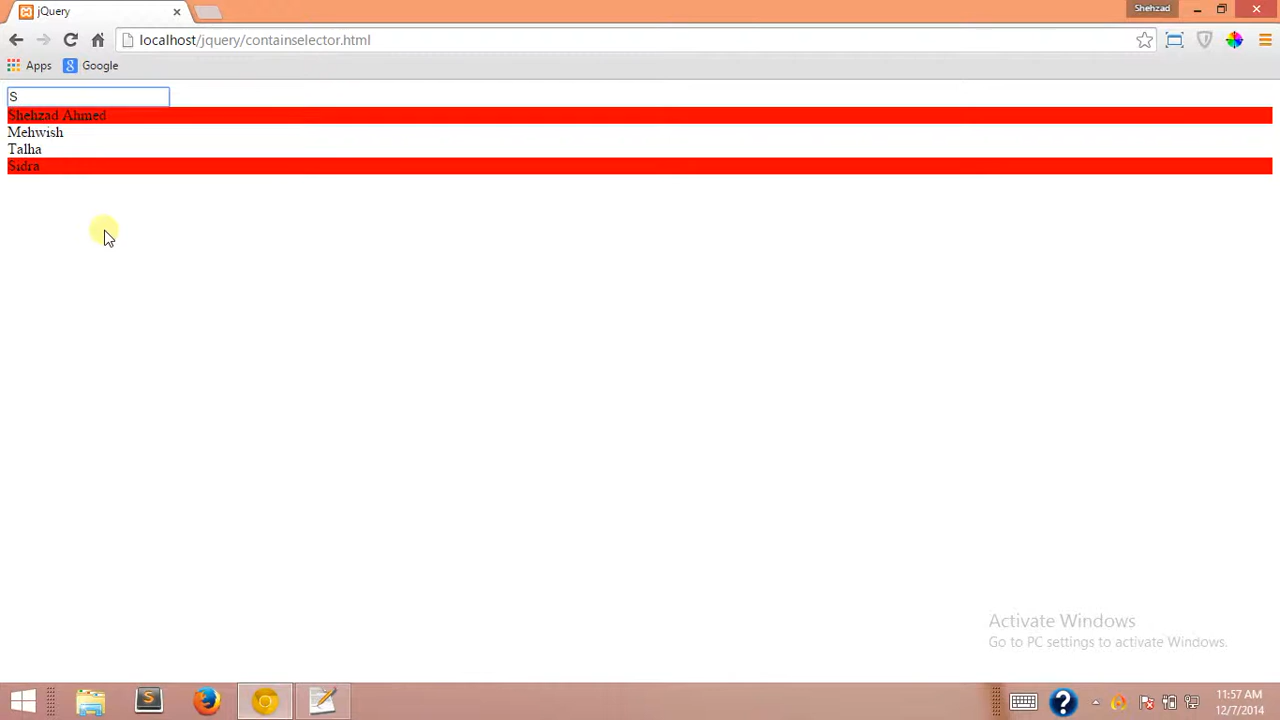 jQuery
Shehzad
localhost/jquery/containselector.html
Apps
Google
S
Shehzad Ahmed
Mehwish
Talha
Sidra
Activate Windows
Go to PC settings to activate Windows.
11:57 AM
12/7/2014